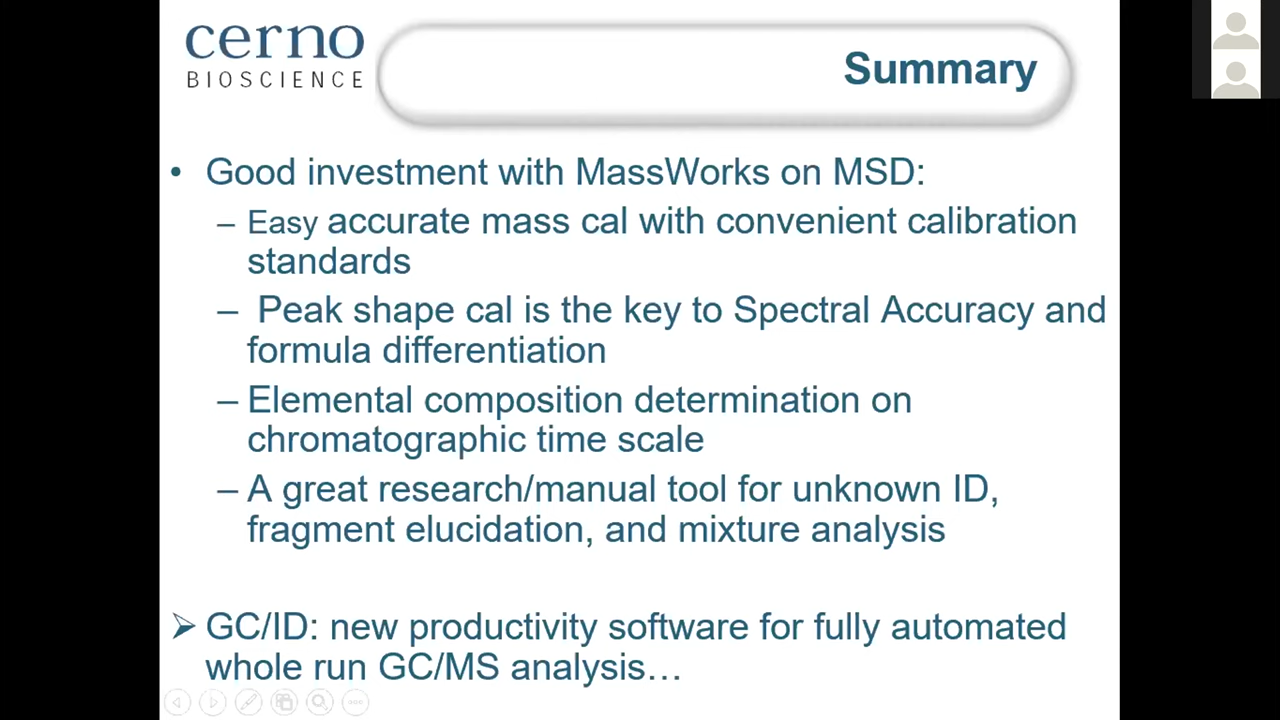 cerno
BIOSCIENCE
Summary
• Good investment with MassWorks on MSD:
– Easy accurate mass cal with convenient calibration
standards
– Peak shape cal is the key to Spectral Accuracy and
formula differentiation
– Elemental composition determination on
chromatographic time scale
– A great research/manual tool for unknown ID,
fragment elucidation, and mixture analysis
➢ GC/ID: new productivity software for fully automated
whole run GC/MS analysis…